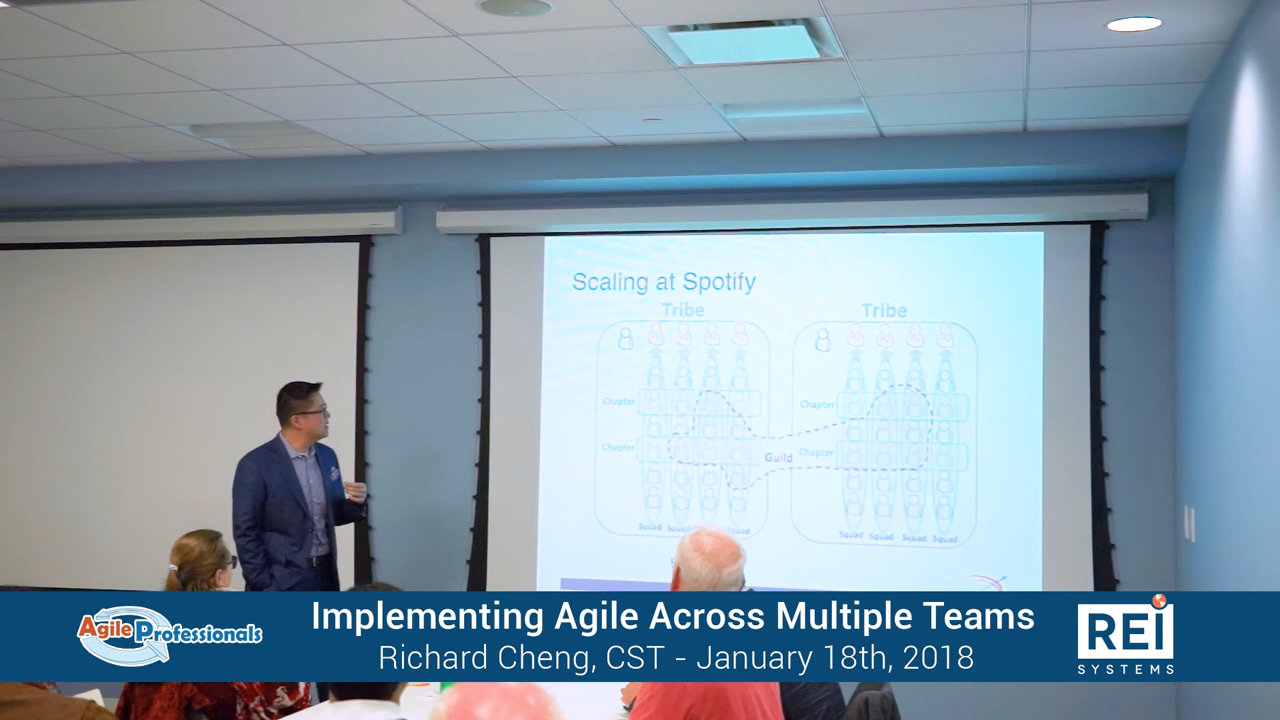 Scaling at Spotify
Tribe
Tribe
Chapter
Chapter
Chapter
Guild
Chapter
Squad Squad Squad
Squad Squad Squad Squad
Agile Professionals
Implementing Agile Across Multiple Teams
Richard Cheng, CST - January 18th, 2018
REI
SYSTEMS